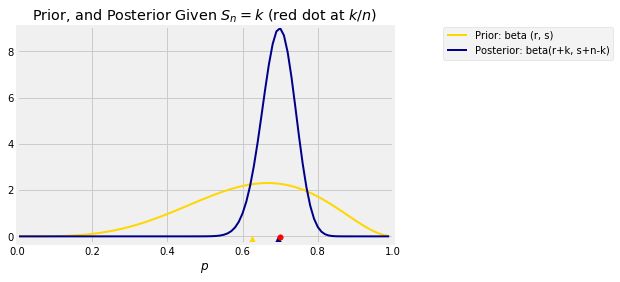 Prior, and Posterior Given $S_n = k$ (red dot at $k/n$)
Prior: beta (r, s)
Posterior: beta(r+k, s+n-k)
8
6
4
2
0
0.0 0.2 0.4 0.6 0.8 1.0
p